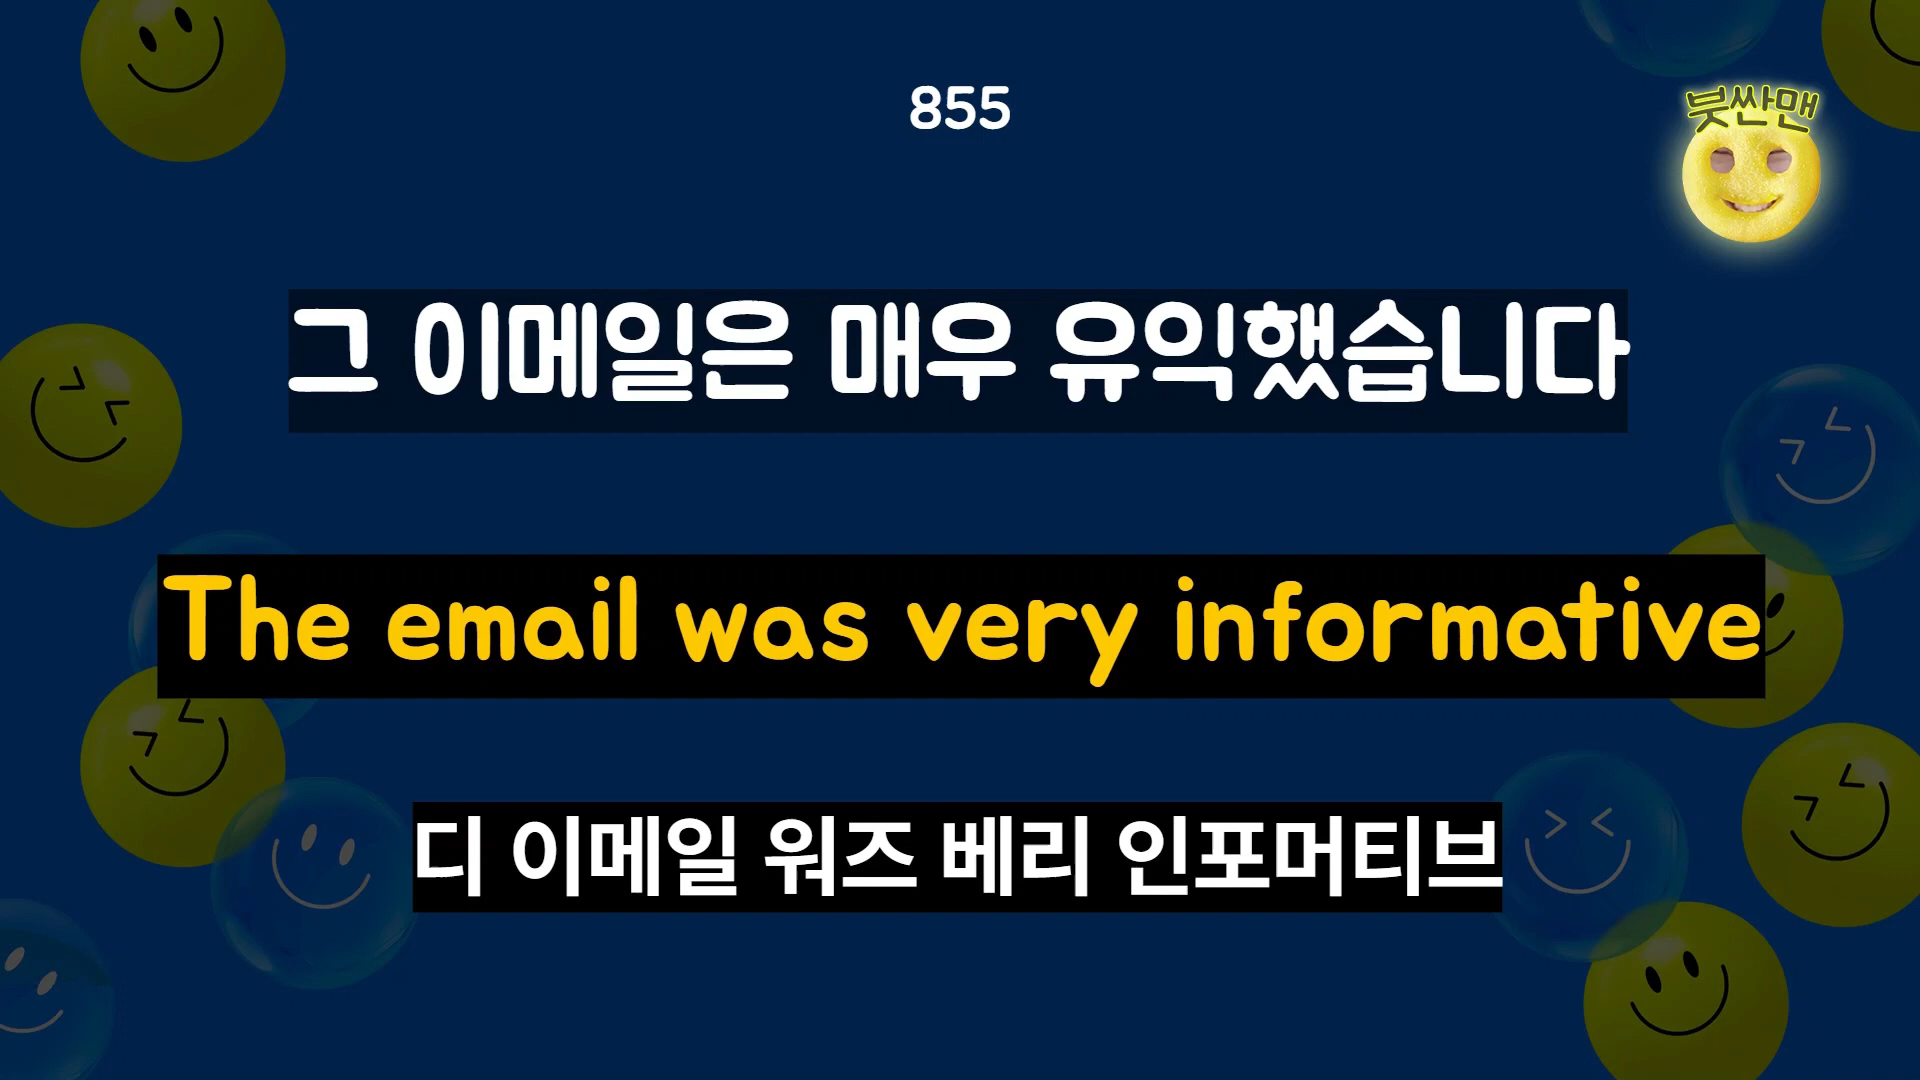 855
붓싼맨
그 이메일은 매우 유익했습니다
The email was very informative
디 이메일 워즈 베리 인포머티브